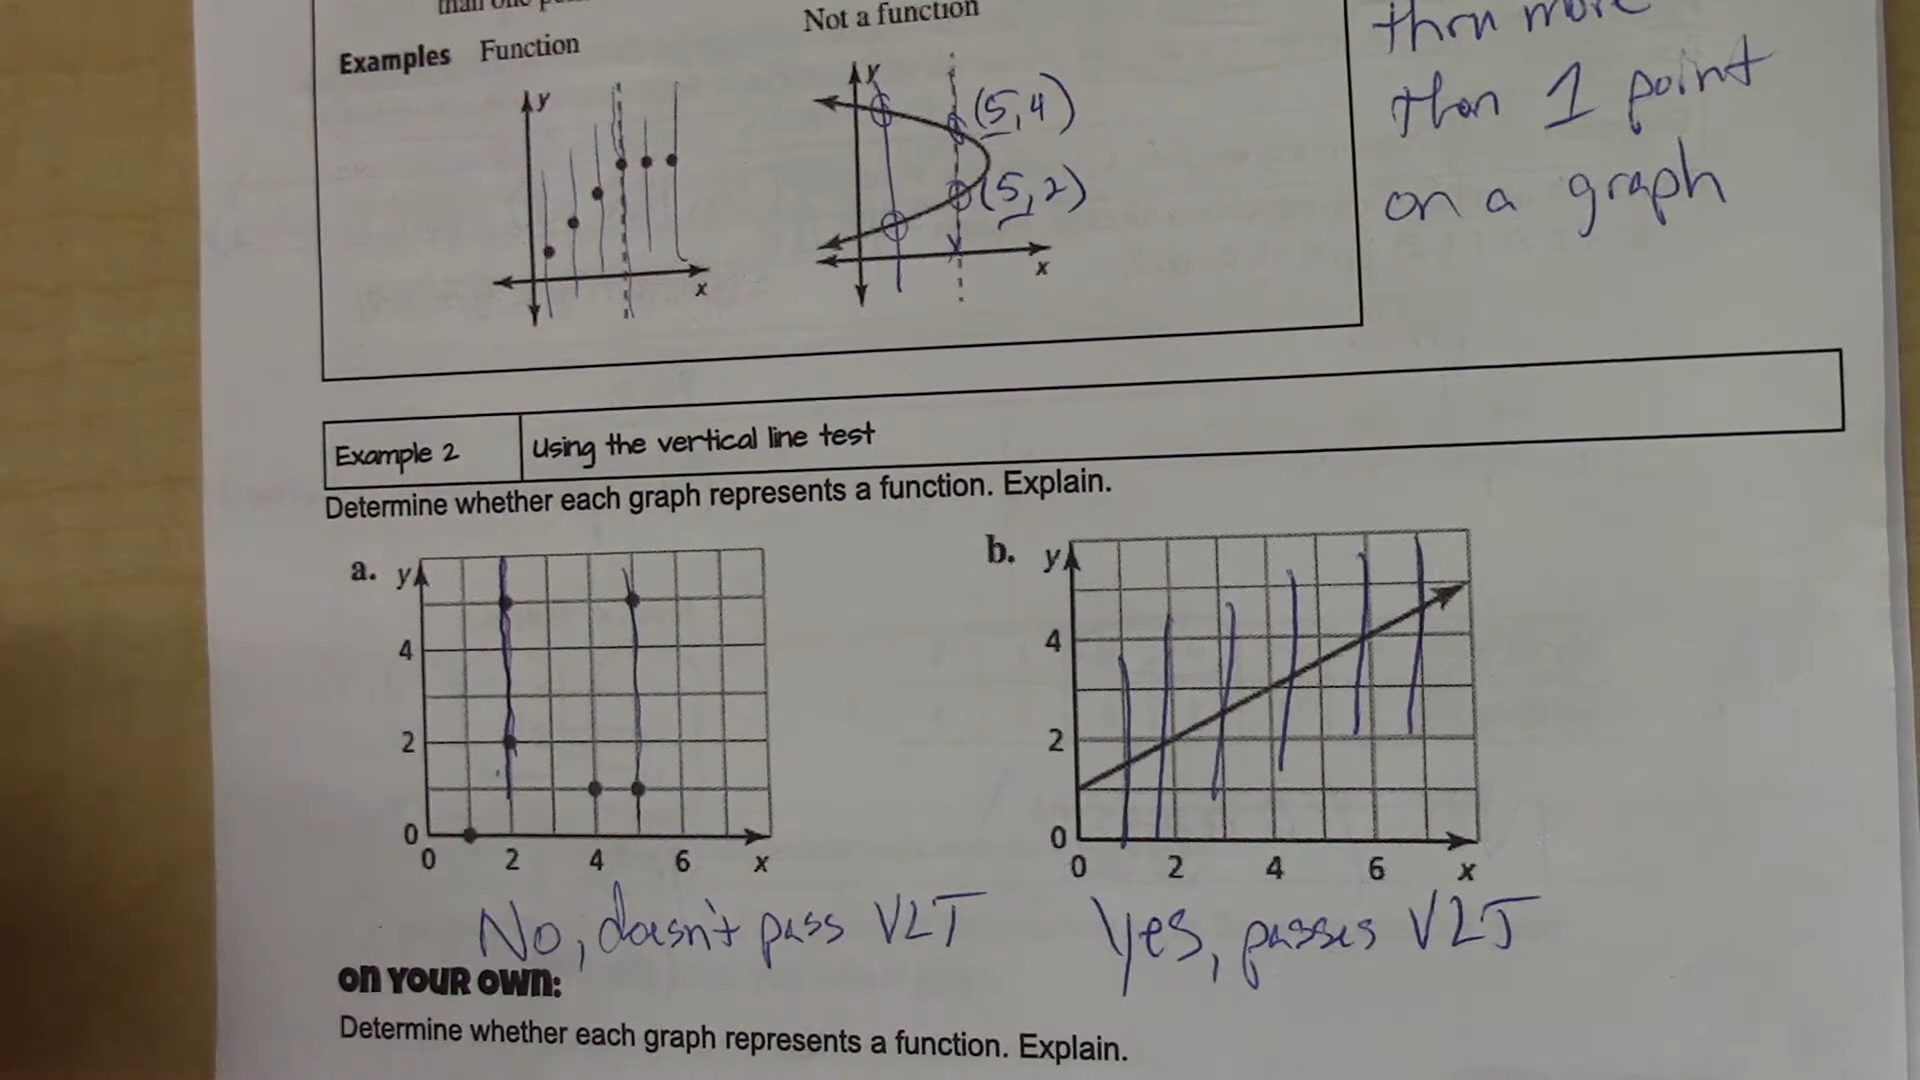 than one
Not a function
Examples Function
y
x
y
(5,4)
(5,2)
x
than 1 point
on a graph
Example 2 Using the vertical line test
Determine whether each graph represents a function. Explain.
a. y
4
2
0
0 2 4 6 x
No, doesn't pass VLT
b. y
4
2
0
0 2 4 6 x
Yes, passes VLT
on YOUR OWN:
Determine whether each graph represents a function. Explain.